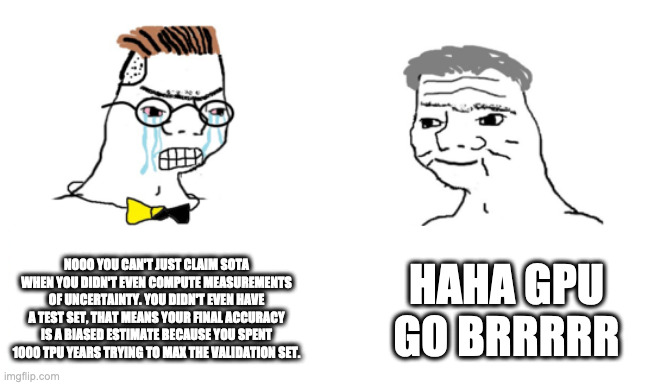 NOOO YOU CAN'T JUST CLAIM SOTA
WHEN YOU DIDN'T EVEN COMPUTE MEASUREMENTS
OF UNCERTAINTY. YOU DIDN'T EVEN HAVE
A TEST SET, THAT MEANS YOUR FINAL ACCURACY
IS A BIASED ESTIMATE BECAUSE YOU SPENT
1000 TPU YEARS TRYING TO MAX THE VALIDATION SET.
HAHA GPU
GO BRRRRR
imgflip.com